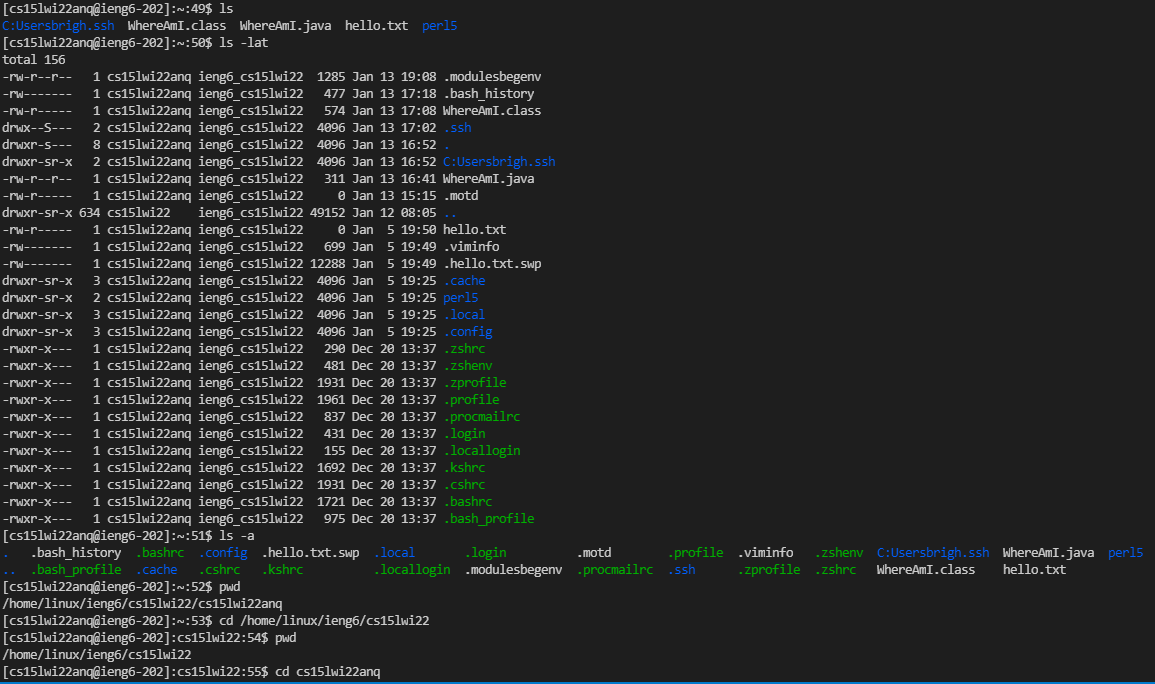 [cs15lwi22anq@ieng6-202]:~:49$ ls
C:Usersbrigh.ssh  WhereAmI.class  WhereAmI.java  hello.txt  perl5
[cs15lwi22anq@ieng6-202]:~:50$ ls -lat
total 156
-rw-r--r--   1 cs15lwi22anq ieng6_cs15lwi22  1285 Jan 13 19:08 .modulesbegenv
-rw-------   1 cs15lwi22anq ieng6_cs15lwi22   477 Jan 13 17:18 .bash_history
-rw-r-----   1 cs15lwi22anq ieng6_cs15lwi22   574 Jan 13 17:08 WhereAmI.class
drwx--S---   2 cs15lwi22anq ieng6_cs15lwi22  4096 Jan 13 17:02 .ssh
drwxr-s---   8 cs15lwi22anq ieng6_cs15lwi22  4096 Jan 13 16:52 .
drwxr-sr-x   2 cs15lwi22anq ieng6_cs15lwi22  4096 Jan 13 16:52 C:Usersbrigh.ssh
-rw-r--r--   1 cs15lwi22anq ieng6_cs15lwi22   311 Jan 13 16:41 WhereAmI.java
-rw-r-----   1 cs15lwi22anq ieng6_cs15lwi22     0 Jan 13 15:15 .motd
drwxr-sr-x 634 cs15lwi22    ieng6_cs15lwi22 49152 Jan 12 08:05 ..
-rw-r-----   1 cs15lwi22anq ieng6_cs15lwi22     0 Jan  5 19:50 hello.txt
-rw-------   1 cs15lwi22anq ieng6_cs15lwi22   699 Jan  5 19:49 .viminfo
-rw-------   1 cs15lwi22anq ieng6_cs15lwi22 12288 Jan  5 19:49 .hello.txt.swp
drwxr-sr-x   3 cs15lwi22anq ieng6_cs15lwi22  4096 Jan  5 19:25 .cache
drwxr-sr-x   2 cs15lwi22anq ieng6_cs15lwi22  4096 Jan  5 19:25 perl5
drwxr-sr-x   3 cs15lwi22anq ieng6_cs15lwi22  4096 Jan  5 19:25 .local
drwxr-sr-x   3 cs15lwi22anq ieng6_cs15lwi22  4096 Jan  5 19:25 .config
-rwxr-x---   1 cs15lwi22anq ieng6_cs15lwi22   290 Dec 20 13:37 .zshrc
-rwxr-x---   1 cs15lwi22anq ieng6_cs15lwi22   481 Dec 20 13:37 .zshenv
-rwxr-x---   1 cs15lwi22anq ieng6_cs15lwi22  1931 Dec 20 13:37 .zprofile
-rwxr-x---   1 cs15lwi22anq ieng6_cs15lwi22  1961 Dec 20 13:37 .profile
-rwxr-x---   1 cs15lwi22anq ieng6_cs15lwi22   837 Dec 20 13:37 .procmailrc
-rwxr-x---   1 cs15lwi22anq ieng6_cs15lwi22   431 Dec 20 13:37 .login
-rwxr-x---   1 cs15lwi22anq ieng6_cs15lwi22   155 Dec 20 13:37 .locallogin
-rwxr-x---   1 cs15lwi22anq ieng6_cs15lwi22  1692 Dec 20 13:37 .kshrc
-rwxr-x---   1 cs15lwi22anq ieng6_cs15lwi22  1931 Dec 20 13:37 .cshrc
-rwxr-x---   1 cs15lwi22anq ieng6_cs15lwi22  1721 Dec 20 13:37 .bashrc
-rwxr-x---   1 cs15lwi22anq ieng6_cs15lwi22   975 Dec 20 13:37 .bash_profile
[cs15lwi22anq@ieng6-202]:~:51$ ls -a
.   .bash_history  .bashrc  .config  .hello.txt.swp  .local       .login          .motd        .profile  .viminfo   .zshenv  C:Usersbrigh.ssh  WhereAmI.java  perl5
..  .bash_profile  .cache   .cshrc   .kshrc          .locallogin  .modulesbegenv  .procmailrc  .ssh      .zprofile  .zshrc   WhereAmI.class    hello.txt
[cs15lwi22anq@ieng6-202]:~:52$ pwd
/home/linux/ieng6/cs15lwi22/cs15lwi22anq
[cs15lwi22anq@ieng6-202]:~:53$ cd /home/linux/ieng6/cs15lwi22
[cs15lwi22anq@ieng6-202]:cs15lwi22:54$ pwd
/home/linux/ieng6/cs15lwi22
[cs15lwi22anq@ieng6-202]:cs15lwi22:55$ cd cs15lwi22anq